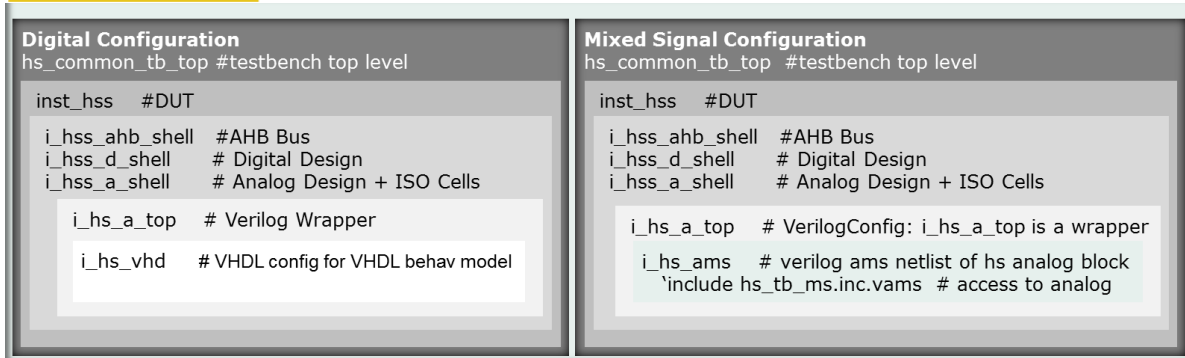 Digital Configuration
hs_common_tb_top #testbench top level
inst_hss #DUT
i_hss_ahb_shell #AHB Bus
i_hss_d_shell # Digital Design
i_hss_a_shell # Analog Design + ISO Cells
i_hs_a_top # Verilog Wrapper
i_hs_vhd # VHDL config for VHDL behav model
Mixed Signal Configuration
hs_common_tb_top #testbench top level
inst_hss #DUT
i_hss_ahb_shell #AHB Bus
i_hss_d_shell # Digital Design
i_hss_a_shell # Analog Design + ISO Cells
i_hs_a_top # VerilogConfig: i_hs_a_top is a wrapper
i_hs_ams # verilog ams netlist of hs analog block
‘include hs_tb_ms.inc.vams # access to analog